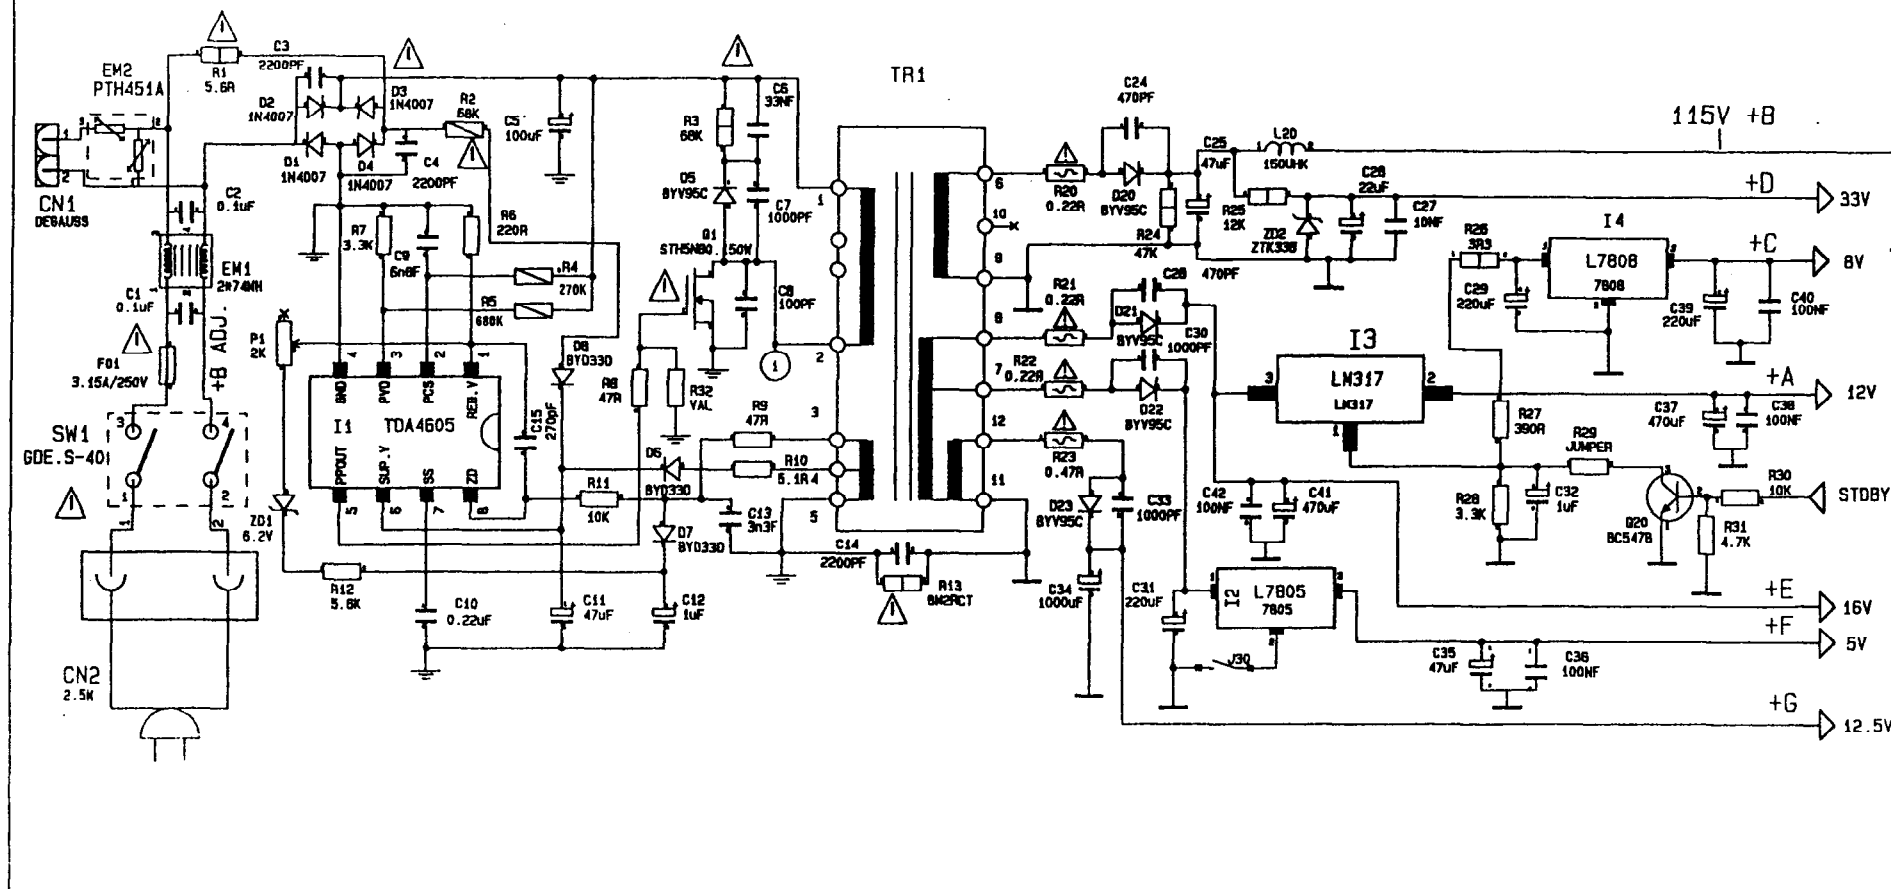 EM2
PTH451A
R1
5.6R
C3
2200PF
D2
1N4007
D3
1N4007
D1
1N4007
D4
1N4007
R2
68K
C4
2200PF
C5
100uF
R3
68K
C6
33NF
D5
BYV95C
C7
1000PF
Q1
C8
100PF
TR1
CN1
DEGAUSS
C2
0.1uF
EM1
2*74MH
C1
0.1uF
F01
3.15A/250V
+B ADJ.
SW1
GDE.S-40
CN2
2.5K
P1
2K
ZD1
6.2V
R7
3.3K
C9
6n8F
R6
220R
R4
270K
R5
680K
D8
BYD33D
GND
PVD
PCS
REG.V
I1
TDA4605
PPOUT
SUP.Y
SS
ZD
C15
270pF
R8
47R
R32
VAL
R9
47R
D6
BYD33D
R10
5.1R4
R11
10K
D7
BYD33D
C13
3n3F
R12
5.6K
C10
0.22uF
C11
47uF
C12
1uF
C14
2200PF
R13
8M2RCT
C24
470PF
R20
0.22R
D20
BYV95C
C25
47uF
R24
47K
470PF
L20
150UHK
R25
12K
ZD2
ZTK33B
C26
22uF
C27
10NF
115V +B
+D
33V
R21
0.22R
C28
D21
BYV95C
C30
1000PF
R22
0.22R
D22
BYV95C
R23
0.47R
D23
BYV95C
C33
1000PF
C34
1000uF
C31
220uF
C42
100NF
C41
470uF
I3
LM317
LM317
R26
3R3
C29
220uF
I4
L7808
7808
C39
220uF
C40
100NF
+C
8V
+A
12V
C37
470uF
C38
100NF
R27
390R
R29
JUMPER
R28
3.3K
C32
1uF
Q20
BC547B
R30
10K
R31
4.7K
STDBY
I2
L7805
7805
J30
C35
47uF
C36
100NF
+E
16V
+F
5V
+G
12.5V